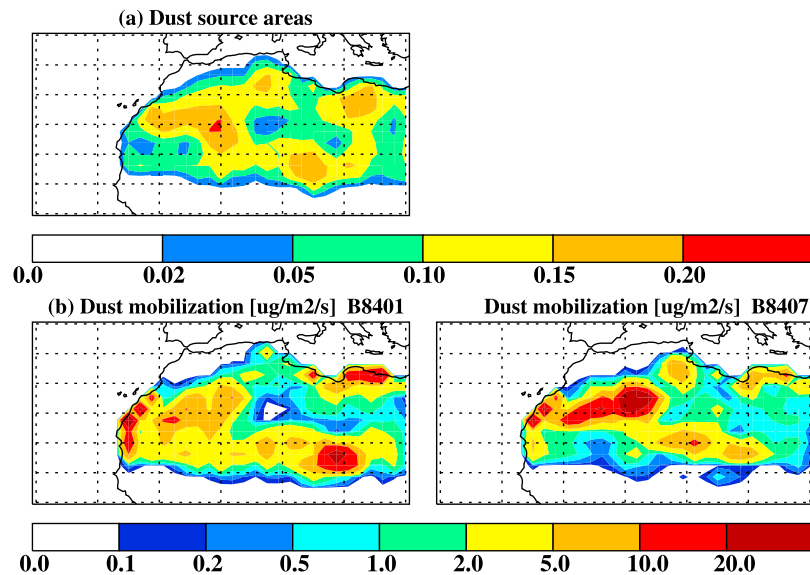 (a) Dust source areas
0.0 0.02 0.05 0.10 0.15 0.20
(b) Dust mobilization [ug/m2/s] B8401 Dust mobilization [ug/m2/s] B8407
0.0 0.1 0.2 0.5 1.0 2.0 5.0 10.0 20.0